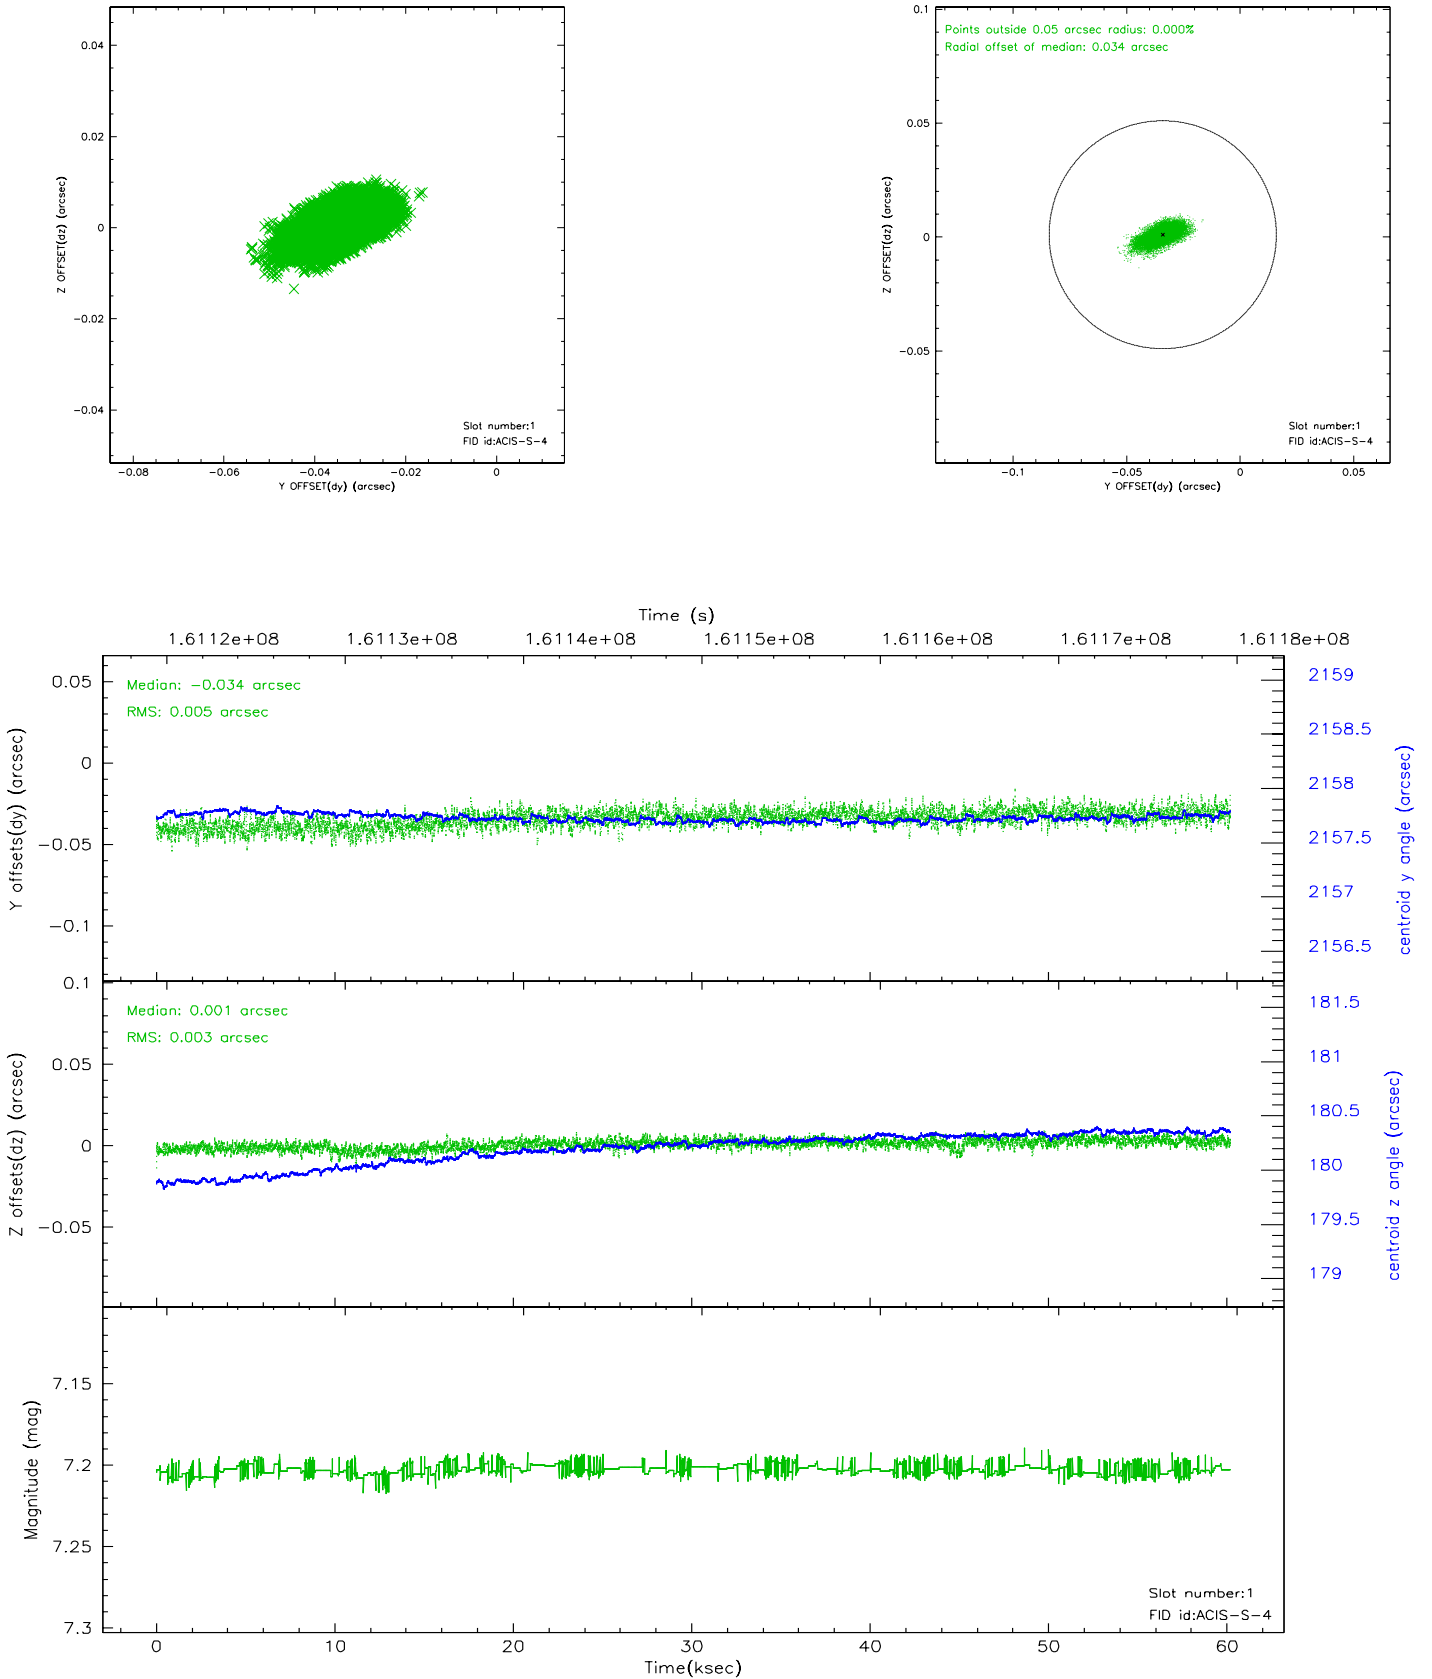 0.04
0.02
0
−0.02
−0.04
Z OFFSET(dz) (arcsec)
Slot number:1
FID id:ACIS−S−4
−0.08
−0.06
−0.04
−0.02
0
Y OFFSET(dy) (arcsec)
0.1
0.05
0
−0.05
Z OFFSET(dz) (arcsec)
Points outside 0.05 arcsec radius: 0.000%
Radial offset of median: 0.034 arcsec
Slot number:1
FID id:ACIS−S−4
−0.1
−0.05
0
0.05
Y OFFSET(dy) (arcsec)
Time (s)
1.6112e+08
1.6113e+08
1.6114e+08
1.6115e+08
1.6116e+08
1.6117e+08
1.6118e+08
0.05
0
−0.05
−0.1
Y offsets(dy) (arcsec)
Median: −0.034 arcsec
RMS: 0.005 arcsec
2159
2158.5
2158
2157.5
2157
2156.5
centroid y angle (arcsec)
0.1
0.05
0
−0.05
Z offsets(dz) (arcsec)
Median: 0.001 arcsec
RMS: 0.003 arcsec
181.5
181
180.5
180
179.5
179
centroid z angle (arcsec)
7.15
7.2
7.25
7.3
Magnitude (mag)
Slot number:1
FID id:ACIS−S−4
0
10
20
30
40
50
60
Time(ksec)